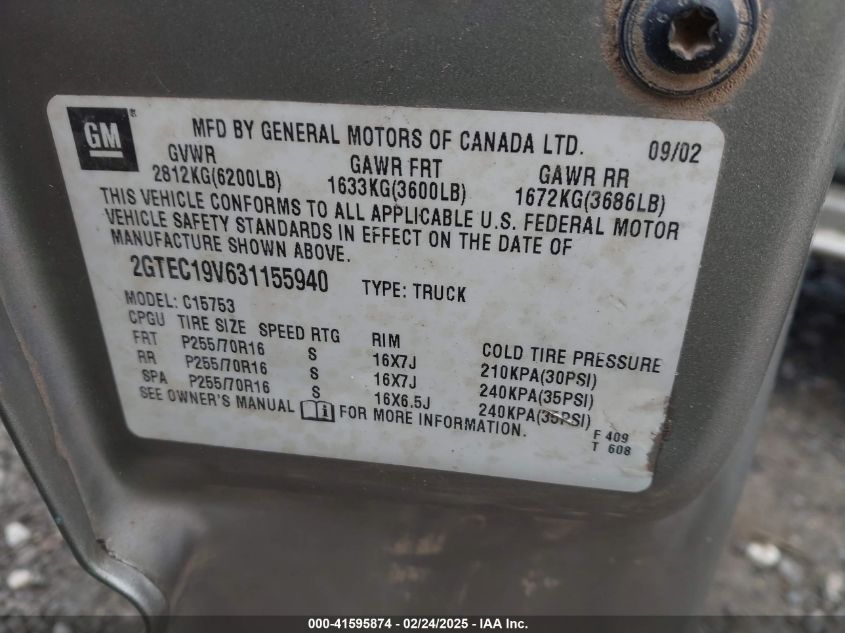 GM®
MFD BY GENERAL MOTORS OF CANADA LTD. 09/02
GVWR GAWR FRT GAWR RR
2812KG(6200LB) 1633KG(3600LB) 1672KG(3686LB)
THIS VEHICLE CONFORMS TO ALL APPLICABLE U.S. FEDERAL MOTOR
VEHICLE SAFETY STANDARDS IN EFFECT ON THE DATE OF
MANUFACTURE SHOWN ABOVE.
2GTEC19V631155940 TYPE: TRUCK
MODEL: C15753
CPGU TIRE SIZE SPEED RTG RIM COLD TIRE PRESSURE
FRT P255/70R16 S 16X7J 210KPA(30PSI)
RR P255/70R16 S 16X7J 240KPA(35PSI)
SPA P255/70R16 S 16X6.5J 240KPA(35PSI)
SEE OWNER'S MANUAL FOR MORE INFORMATION.
F 409
T 608
000-41595874 - 02/24/2025 - IAA Inc.